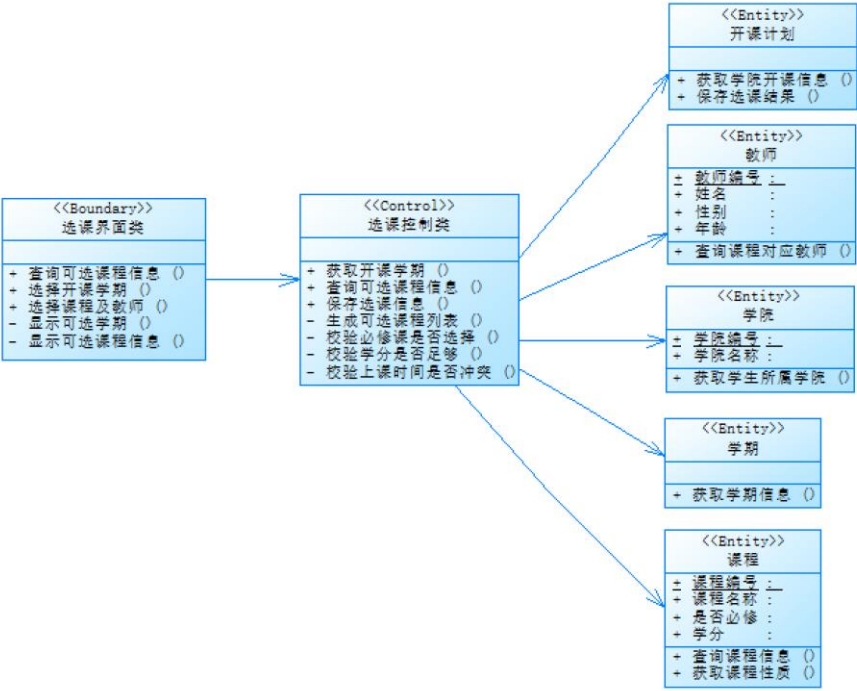 <<Boundary>>
选课界面类
+ 查询可选课程信息 ()
+ 选择开课学期 ()
+ 选择课程及教师 ()
- 显示可选学期 ()
- 显示可选课程信息 ()
<<Control>>
选课控制类
+ 获取开课学期 ()
+ 查询可选课程信息 ()
+ 保存选课信息 ()
- 生成可选课程列表 ()
- 校验必修课是否选择 ()
- 校验学分是否足够 ()
- 校验上课时间是否冲突 ()
<<Entity>>
开课计划
+ 获取学院开课信息 ()
+ 保存选课结果 ()
<<Entity>>
教师
+ 教师编号 :
+ 姓名 :
+ 性别 :
+ 年龄 :
+ 查询课程对应教师 ()
<<Entity>>
学院
+ 学院编号 :
+ 学院名称 :
+ 获取学生所属学院 ()
<<Entity>>
学期
+ 获取学期信息 ()
<<Entity>>
课程
+ 课程编号 :
+ 课程名称 :
+ 是否必修 :
+ 学分 :
+ 查询课程信息 ()
+ 获取课程性质 ()